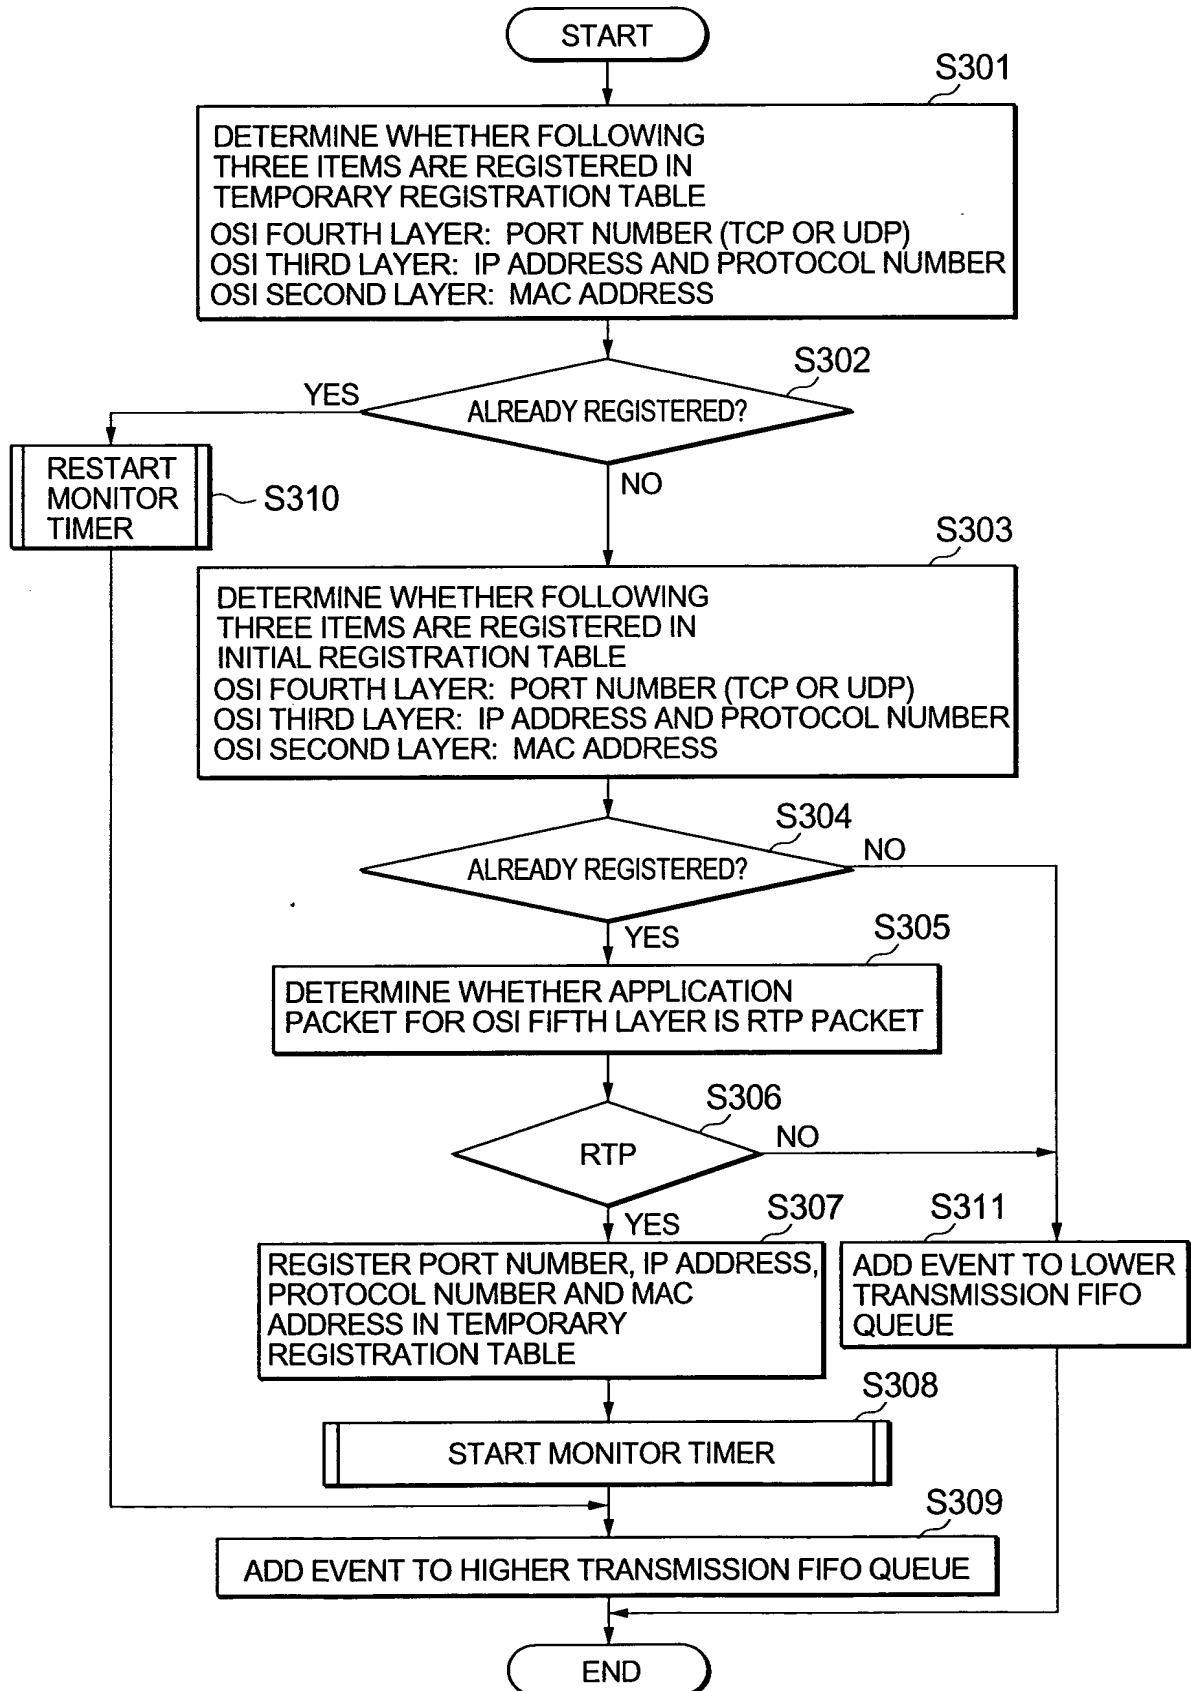 START
S301
DETERMINE WHETHER FOLLOWING
THREE ITEMS ARE REGISTERED IN
TEMPORARY REGISTRATION TABLE
OSI FOURTH LAYER: PORT NUMBER (TCP OR UDP)
OSI THIRD LAYER: IP ADDRESS AND PROTOCOL NUMBER
OSI SECOND LAYER: MAC ADDRESS
S302
YES
ALREADY REGISTERED?
NO
RESTART
MONITOR
TIMER
S310
S303
DETERMINE WHETHER FOLLOWING
THREE ITEMS ARE REGISTERED IN
INITIAL REGISTRATION TABLE
OSI FOURTH LAYER: PORT NUMBER (TCP OR UDP)
OSI THIRD LAYER: IP ADDRESS AND PROTOCOL NUMBER
OSI SECOND LAYER: MAC ADDRESS
S304
ALREADY REGISTERED?
NO
YES
S305
DETERMINE WHETHER APPLICATION
PACKET FOR OSI FIFTH LAYER IS RTP PACKET
S306
RTP
NO
YES
S307
REGISTER PORT NUMBER, IP ADDRESS,
PROTOCOL NUMBER AND MAC
ADDRESS IN TEMPORARY
REGISTRATION TABLE
S311
ADD EVENT TO LOWER
TRANSMISSION FIFO
QUEUE
S308
START MONITOR TIMER
S309
ADD EVENT TO HIGHER TRANSMISSION FIFO QUEUE
END